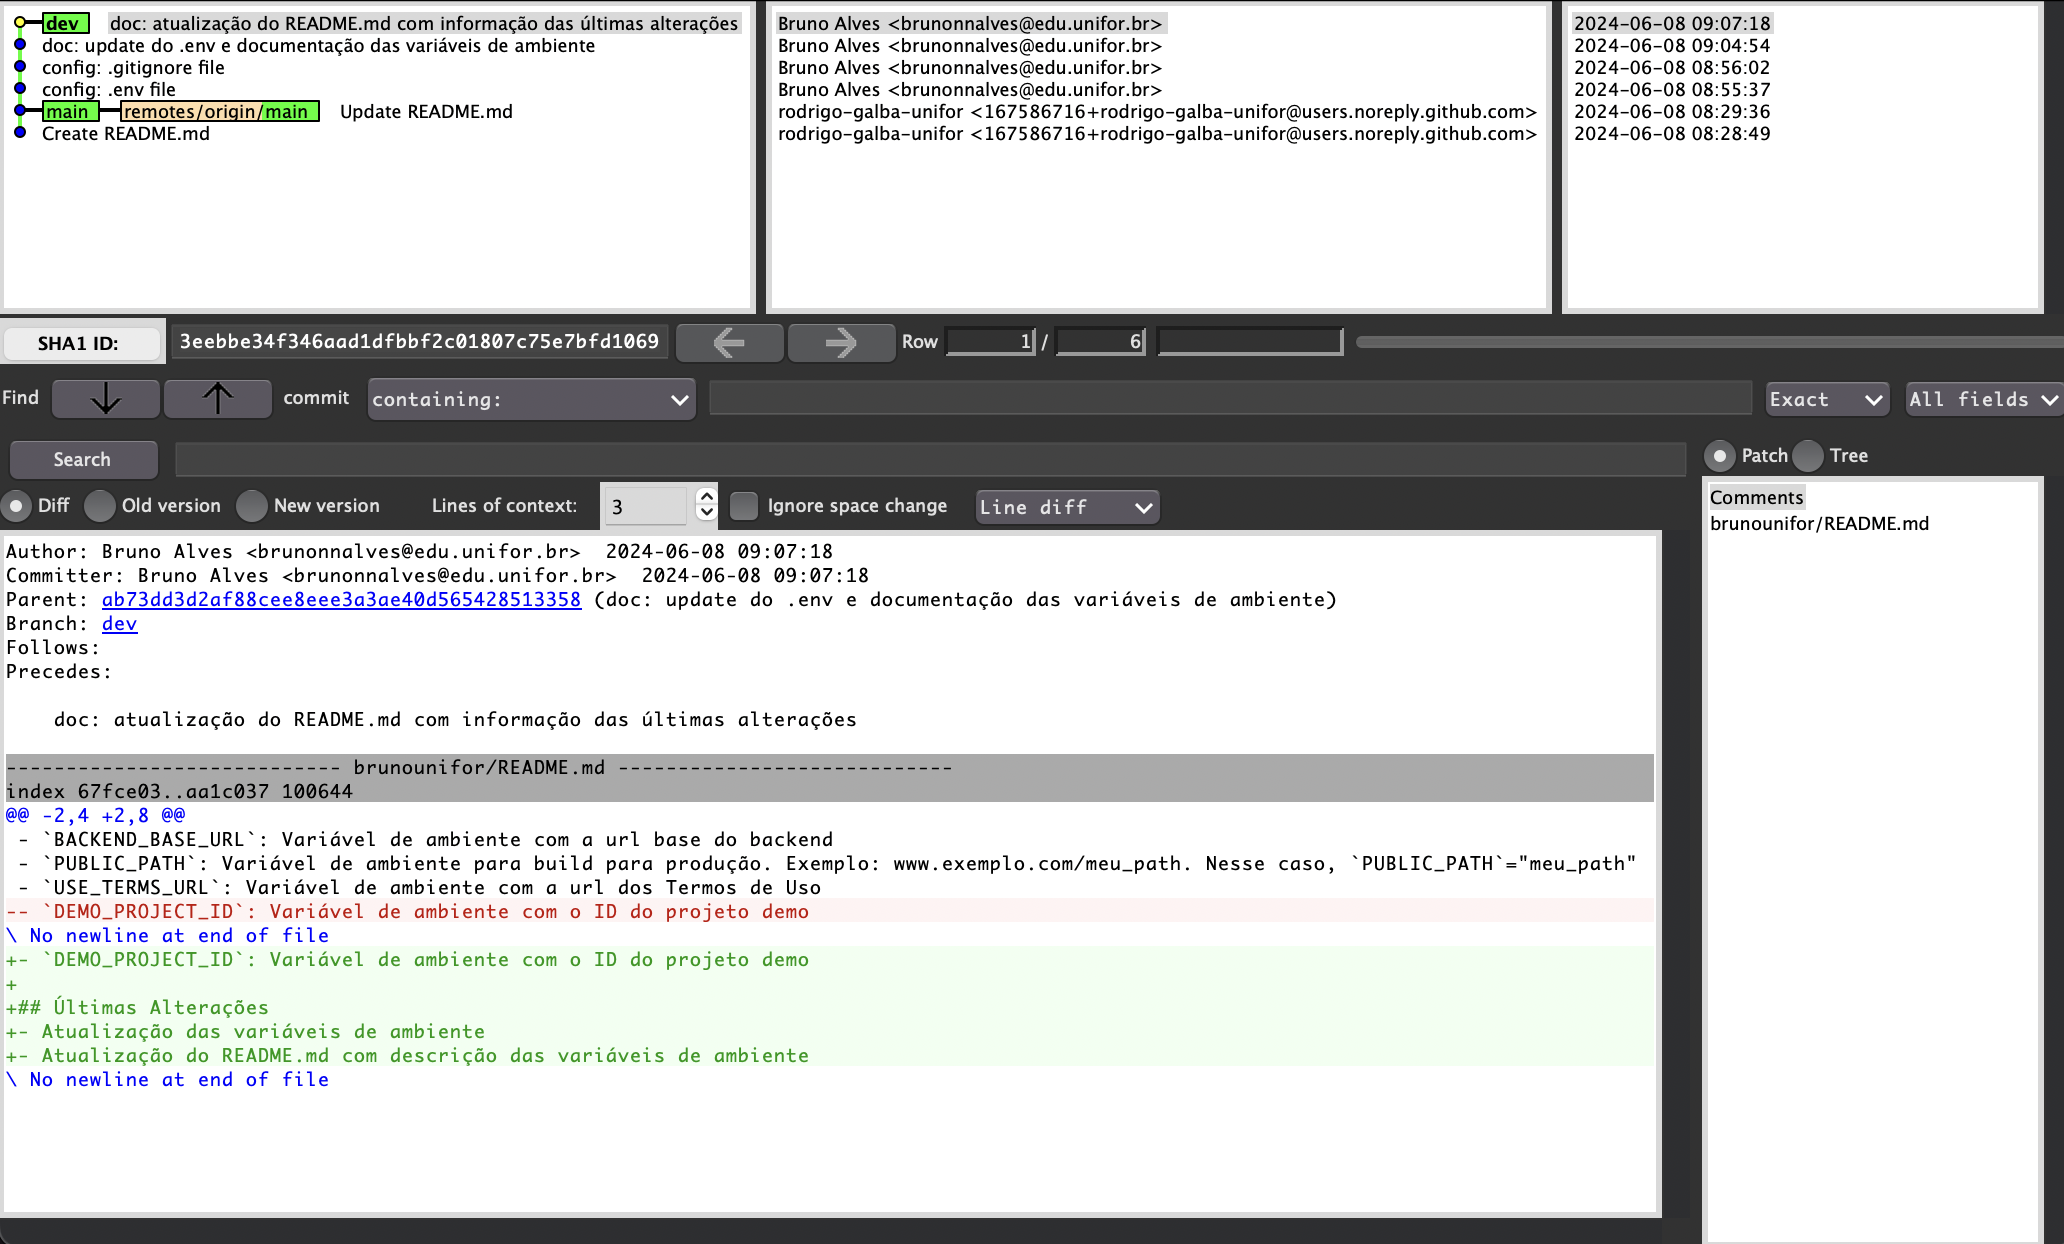 dev doc: atualização do README.md com informação das últimas alterações
doc: update do .env e documentação das variáveis de ambiente
config: .gitignore file
config: .env file
main remotes/origin/main Update README.md
Create README.md
Bruno Alves <brunonnalves@edu.unifor.br>
Bruno Alves <brunonnalves@edu.unifor.br>
Bruno Alves <brunonnalves@edu.unifor.br>
Bruno Alves <brunonnalves@edu.unifor.br>
rodrigo-galba-unifor <167586716+rodrigo-galba-unifor@users.noreply.github.com>
rodrigo-galba-unifor <167586716+rodrigo-galba-unifor@users.noreply.github.com>
2024-06-08 09:07:18
2024-06-08 09:04:54
2024-06-08 08:56:02
2024-06-08 08:55:37
2024-06-08 08:29:36
2024-06-08 08:28:49
SHA1 ID: 3eebbe34f346aad1dfbbf2c01807c75e7bfd1069 Row 1 / 6
Find commit containing: Exact All fields
Search
Diff Old version New version Lines of context: 3 Ignore space change Line diff
Author: Bruno Alves <brunonnalves@edu.unifor.br>  2024-06-08 09:07:18
Committer: Bruno Alves <brunonnalves@edu.unifor.br>  2024-06-08 09:07:18
Parent: ab73dd3d2af88cee8eee3a3ae40d565428513358 (doc: update do .env e documentação das variáveis de ambiente)
Branch: dev
Follows:
Precedes:
doc: atualização do README.md com informação das últimas alterações
---------------------------- brunounifor/README.md ----------------------------
index 67fce03..aa1c037 100644
@@ -2,4 +2,8 @@
- `BACKEND_BASE_URL`: Variável de ambiente com a url base do backend
- `PUBLIC_PATH`: Variável de ambiente para build para produção. Exemplo: www.exemplo.com/meu_path. Nesse caso, `PUBLIC_PATH`="meu_path"
- `USE_TERMS_URL`: Variável de ambiente com a url dos Termos de Uso
-- `DEMO_PROJECT_ID`: Variável de ambiente com o ID do projeto demo
\ No newline at end of file
+- `DEMO_PROJECT_ID`: Variável de ambiente com o ID do projeto demo
+
+## Últimas Alterações
+- Atualização das variáveis de ambiente
+- Atualização do README.md com descrição das variáveis de ambiente
\ No newline at end of file
Patch Tree
Comments
brunounifor/README.md